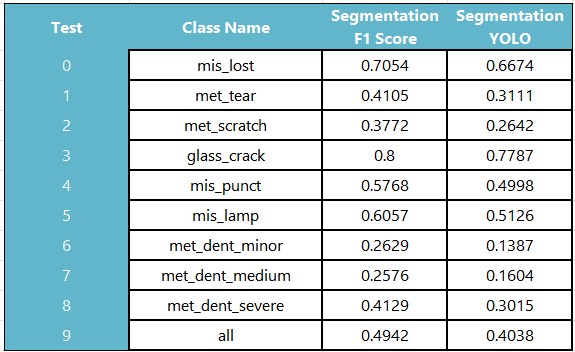 Test Class Name Segmentation F1 Score Segmentation YOLO
0 mis_lost 0.7054 0.6674
1 met_tear 0.4105 0.3111
2 met_scratch 0.3772 0.2642
3 glass_crack 0.8 0.7787
4 mis_punct 0.5768 0.4998
5 mis_lamp 0.6057 0.5126
6 met_dent_minor 0.2629 0.1387
7 met_dent_medium 0.2576 0.1604
8 met_dent_severe 0.4129 0.3015
9 all 0.4942 0.4038